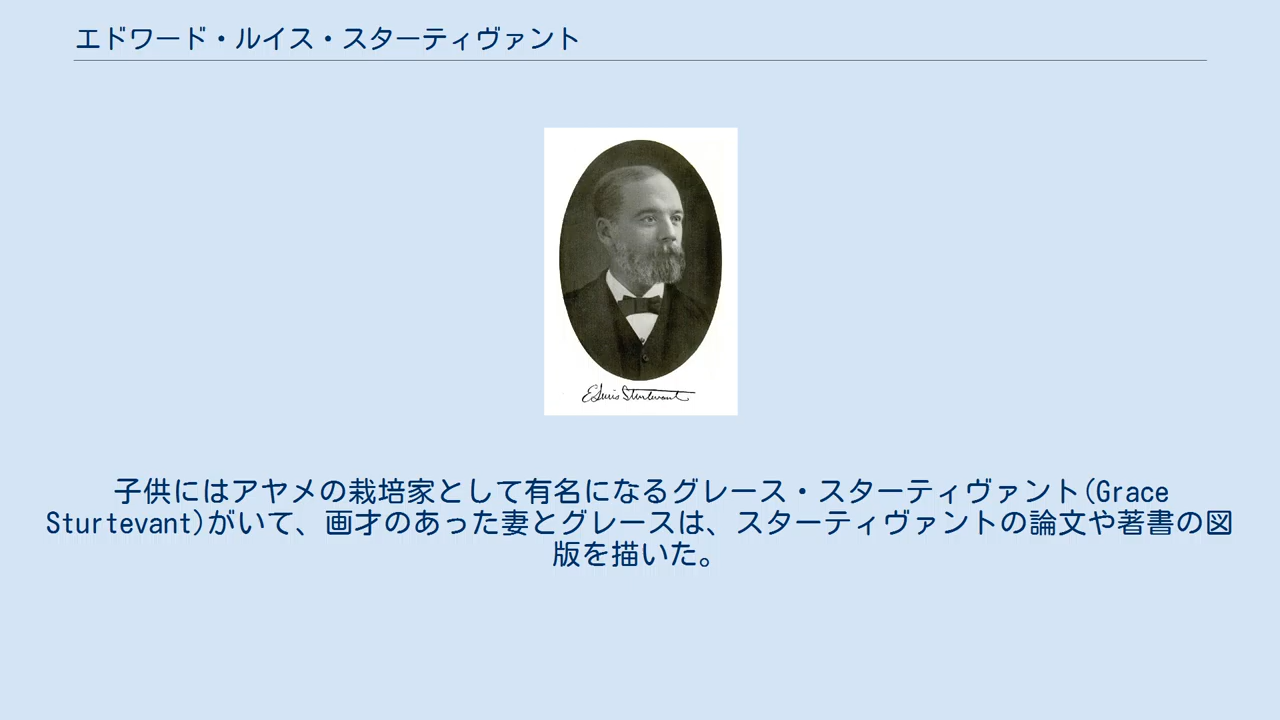 エドワード・ルイス・スターティヴァント
E Lewis Sturtevant
子供にはアヤメの栽培家として有名になるグレース・スターティヴァント(Grace
Sturtevant)がいて、画才のあった妻とグレースは、スターティヴァントの論文や著書の図
版を描いた。